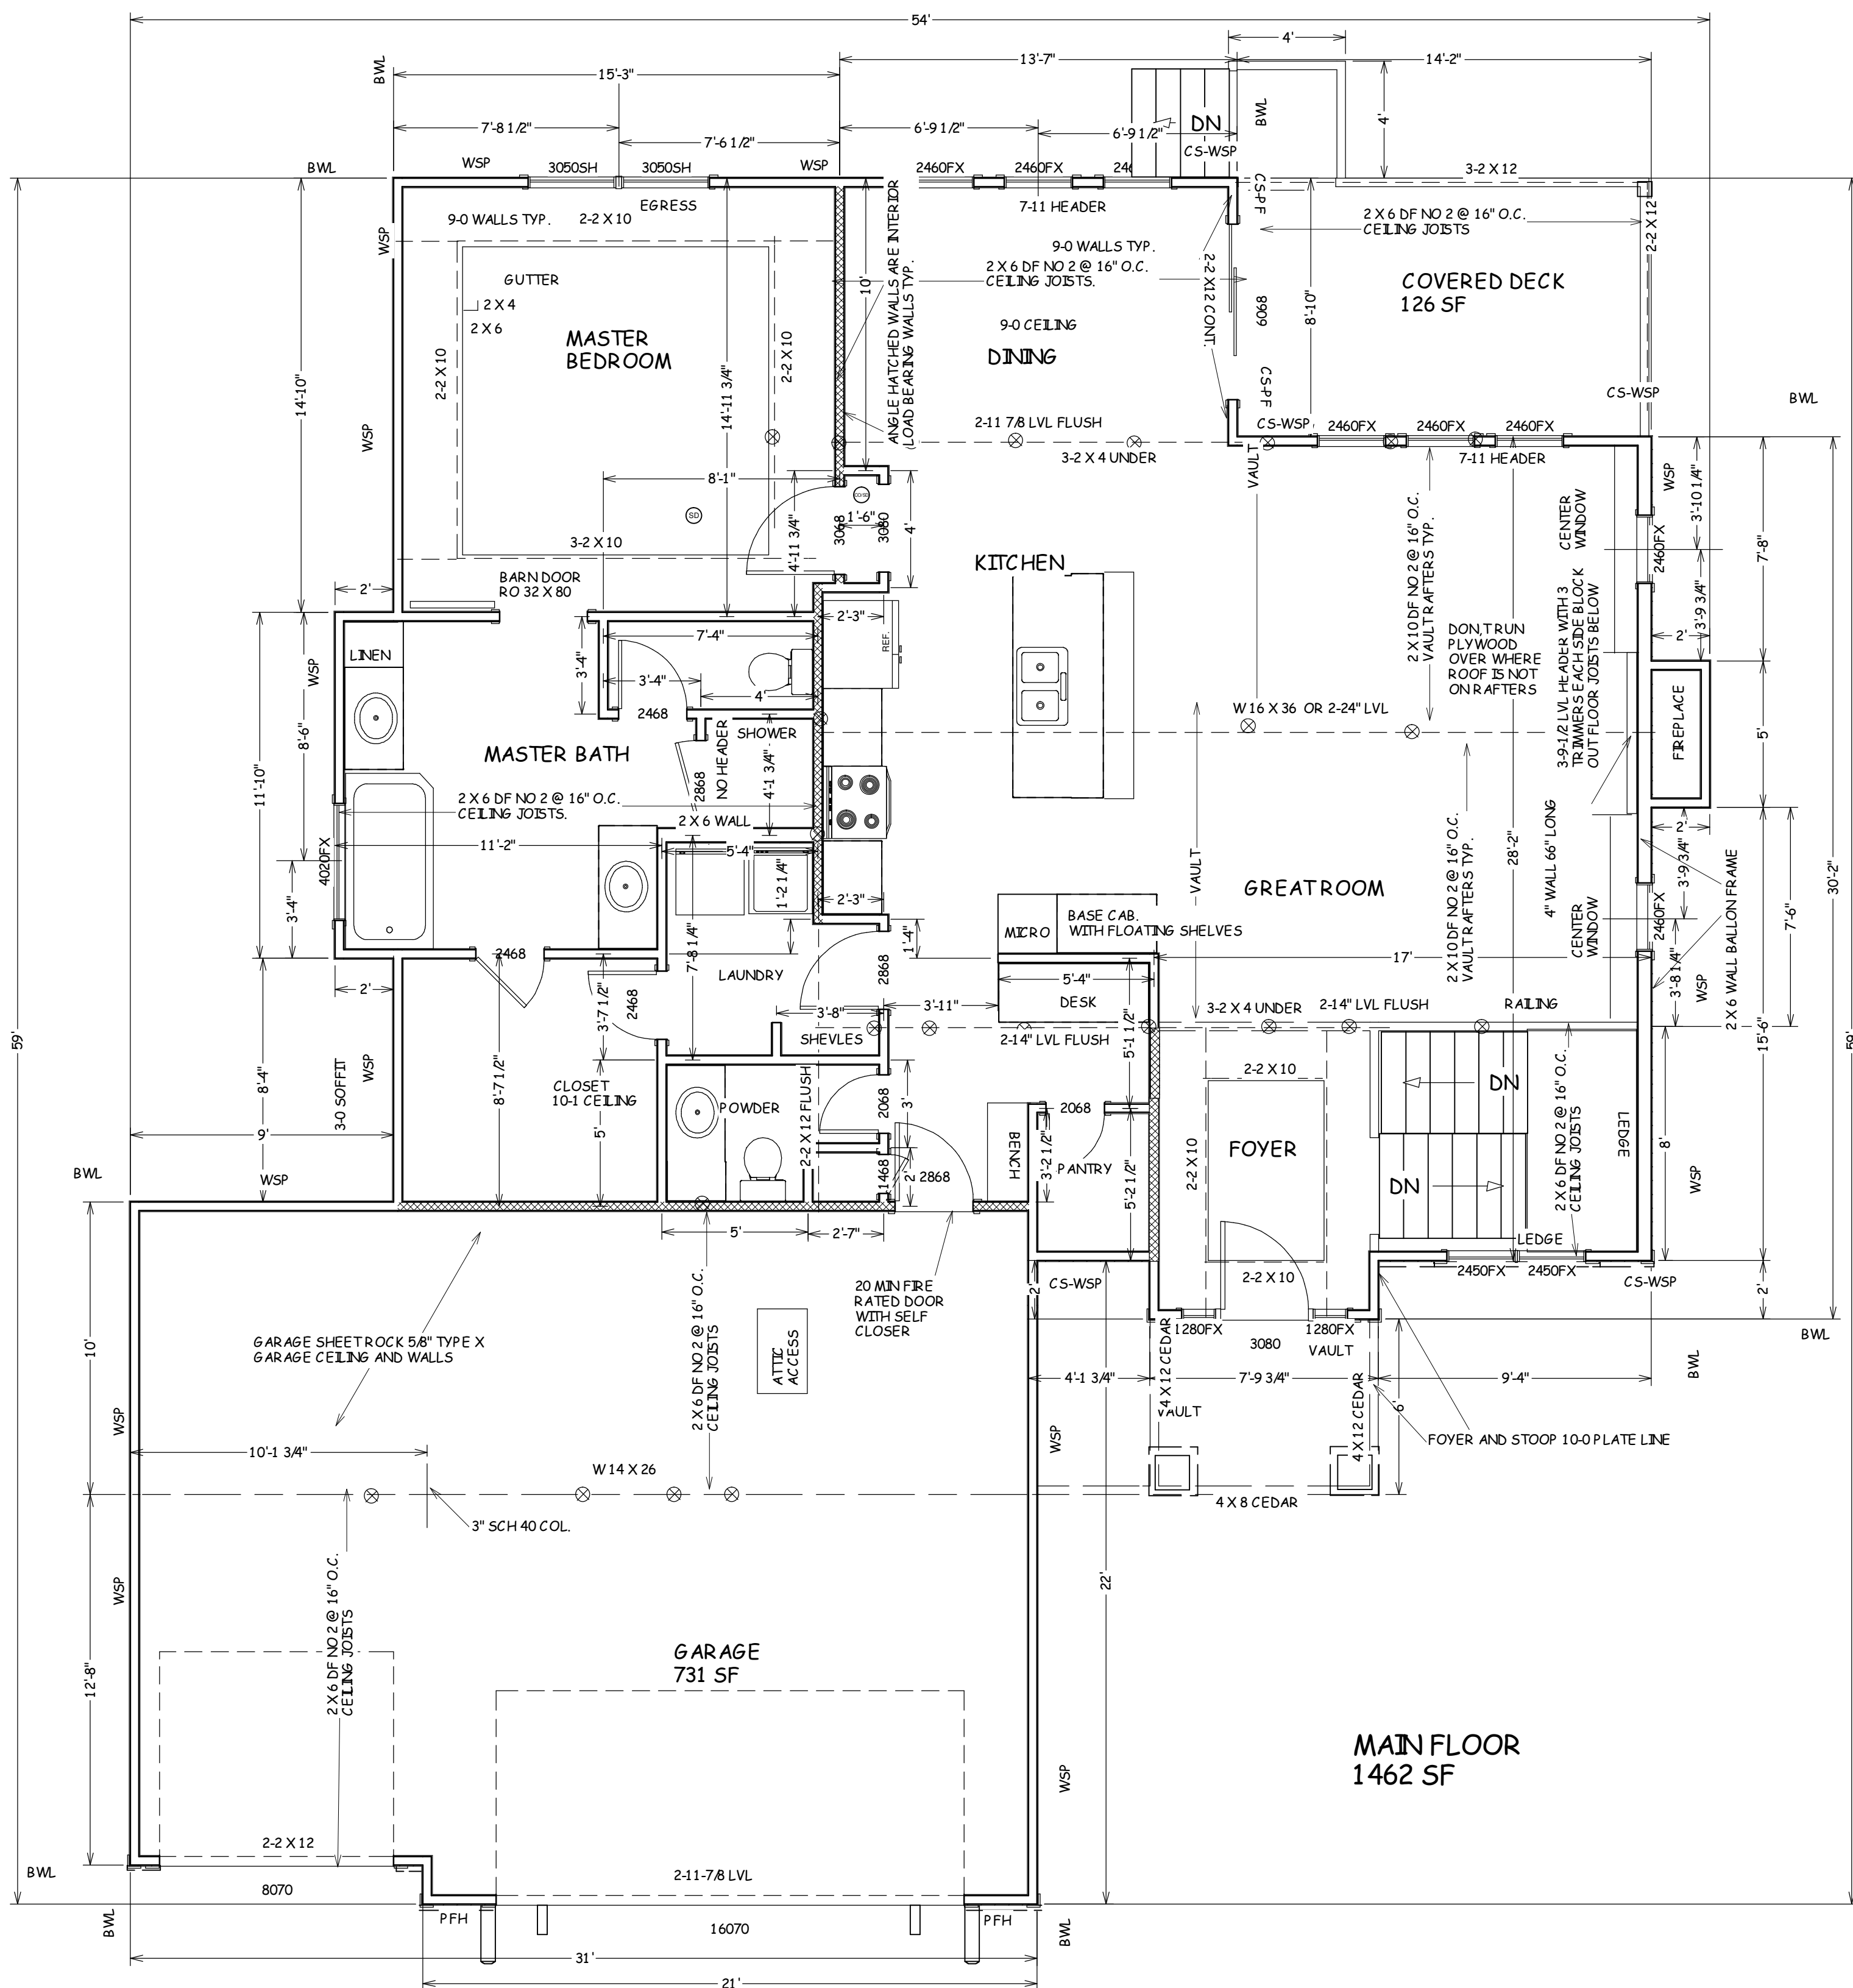 54'
4'
13'-7"
14'-2"
BWL
15'-3"
7'-8 1/2"
7'-6 1/2"
6'-9 1/2"
6'-9 1/2"
DN
BWL
4'
CS-WSP
BWL
WSP
3050SH
3050SH
WSP
2460FX
2460FX
3-2 X 12
EGRESS
9-0 WALLS TYP.
2-2 X 10
7-11 HEADER
CS-PF
2 X 6 DF NO 2 @ 16" O.C.
CEILING JOISTS
2-2 X 12
WSP
GUTTER
2 X 4
2 X 6
MASTER
BEDROOM
2-2 X 10
2-2 X 10
14'-11 3/4"
10'
ANGLE HATCHED WALLS ARE INTERIOR
LOAD BEARING WALLS TYP.
9-0 WALLS TYP.
2 X 6 DF NO 2 @ 16" O.C.
CEILING JOISTS.
9-0 CEILING
DINING
2-2 X12 CONT.
8068
8'-10"
COVERED DECK
126 SF
CS-PF
CS-WSP
BWL
14'-10"
WSP
2-11 7/8 LVL FLUSH
3-2 X 4 UNDER
CS-WSP
2460FX
2460FX
2460FX
7-11 HEADER
VAULT
8'-1"
SD
CO/SD
3068
1'-6"
3080
4'
4'-11 3/4"
3-2 X 10
BARN DOOR
RO 32 X 80
2'
KITCHEN
2 X 10 DF NO 2 @ 16" O.C.
VAULT RAFTERS TYP.
CENTER
WINDOW
WSP
3'-10 1/4"
2460FX
3'-9 3/4"
7'-8"
2'
2'-3"
REF.
7'-4"
3'-4"
3'-4"
4'
2468
LINEN
WSP
8'-6"
11'-10"
MASTER BATH
NO HEADER
SHOWER
2868
4'-1 3/4"
2 X 6 WALL
2 X 6 DF NO 2 @ 16" O.C.
CEILING JOISTS.
11'-2"
5'-4"
4020FX
3'-4"
DON,T RUN
PLYWOOD
OVER WHERE
ROOF IS NOT
ON RAFTERS
3-9-1/2 LVL HEADER WITH 3
TRIMMERS EACH SIDE BLOCK
OUT FLOOR JOISTS BELOW
W 16 X 36 OR 2-24" LVL
FIREPLACE
5'
2'
4" WALL 66" LONG
28'-2"
30'-2"
VAULT
GREATROOM
2 X 10 DF NO 2 @ 16" O.C.
VAULT RAFTERS TYP.
CENTER
WINDOW
3'-9 3/4"
2460FX
7'-6"
3'-8 1/4"
WSP
2 X 6 WALL BALLON FRAME
1'-2 1/4"
2'-3"
MICRO
BASE CAB.
WITH FLOATING SHELVES
1'-4"
17'
2468
2'
7'-8 1/4"
LAUNDRY
2868
5'-4"
DESK
3'-11"
3'-8"
SHEVLES
2468
3'-7 1/2"
2-14" LVL FLUSH
5'-1 1/2"
3-2 X 4 UNDER
2-14" LVL FLUSH
RAILING
15'-6"
59'
59'
8'-4"
3-0 SOFFIT
WSP
8'-7 1/2"
CLOSET
10-1 CEILING
5'
POWDER
2-2 X 12 FLUSH
2068
3'
2068
2-2 X 10
DN
2 X 6 DF NO 2 @ 16" O.C.
CEILING JOISTS
LEDGE
8'
BENCH
3'-2 1/2"
PANTRY
5'-2 1/2"
2-2 X 10
FOYER
DN
WSP
9'
BWL
WSP
1468
2'
2868
LEDGE
5'
2'-7"
2-2 X 10
2450FX
2450FX
CS-WSP
2'
CS-WSP
2'
20 MIN FIRE
RATED DOOR
WITH SELF
CLOSER
1280FX
3080
1280FX
VAULT
BWL
GARAGE SHEETROCK 5/8" TYPE X
GARAGE CEILING AND WALLS
2 X 6 DF NO 2 @ 16" O.C.
CEILING JOISTS
ATTIC
ACCESS
10'
4'-1 3/4"
7'-9 3/4"
9'-4"
BWL
4 X 12 CEDAR
VAULT
4 X 12 CEDAR
6'
FOYER AND STOOP 10-0 PLATE LINE
WSP
WSP
10'-1 3/4"
W 14 X 26
3" SCH 40 COL.
4 X 8 CEDAR
WSP
2 X 6 DF NO 2 @ 16" O.C.
CEILING JOISTS
22'
12'-8"
GARAGE
731 SF
WSP
MAIN FLOOR
1462 SF
2-2 X 12
BWL
2-11-7/8 LVL
8070
BWL
PFH
16070
PFH
BWL
31'
21'